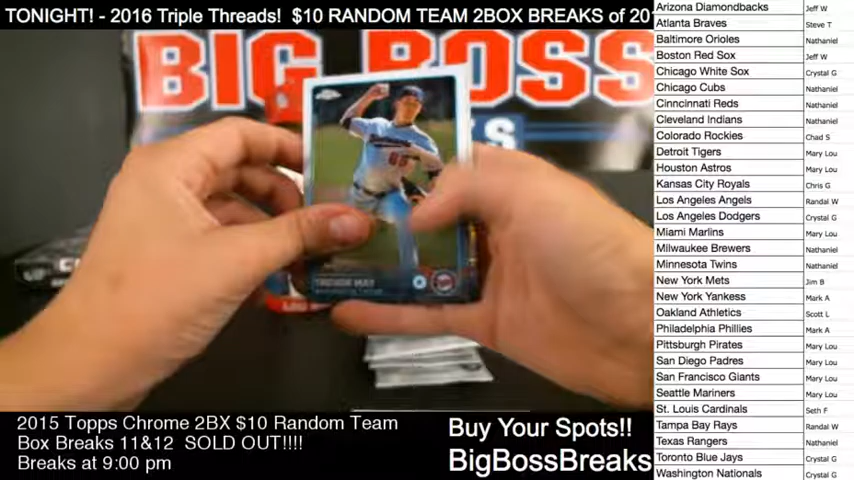 TONIGHT! - 2016 Triple Threads!  $10 RANDOM TEAM 2BOX BREAKS of 20
BIG BOSS
TREVOR MAY
2015 Topps Chrome 2BX $10 Random Team
Box Breaks 11&12  SOLD OUT!!!!
Breaks at 9:00 pm
Buy Your Spots!!
BigBossBreaks
Arizona Diamondbacks Jeff W
Atlanta Braves Steve T
Baltimore Orioles Nathaniel
Boston Red Sox Jeff W
Chicago White Sox Crystal G
Chicago Cubs Nathaniel
Cinncinnati Reds Nathaniel
Cleveland Indians Nathaniel
Colorado Rockies Chad S
Detroit Tigers Mary Lou
Houston Astros Mary Lou
Kansas City Royals Chris G
Los Angeles Angels Randal W
Los Angeles Dodgers Crystal G
Miami Marlins Mary Lou
Milwaukee Brewers Nathaniel
Minnesota Twins Nathaniel
New York Mets Jim B
New York Yankess Mark A
Oakland Athletics Scott L
Philadelphia Phillies Mark A
Pittsburgh Pirates Mary Lou
San Diego Padres Mary Lou
San Francisco Giants Mary Lou
Seattle Mariners Mary Lou
St. Louis Cardinals Seth F
Tampa Bay Rays Randal W
Texas Rangers Nathaniel
Toronto Blue Jays Crystal G
Washington Nationals Crystal G